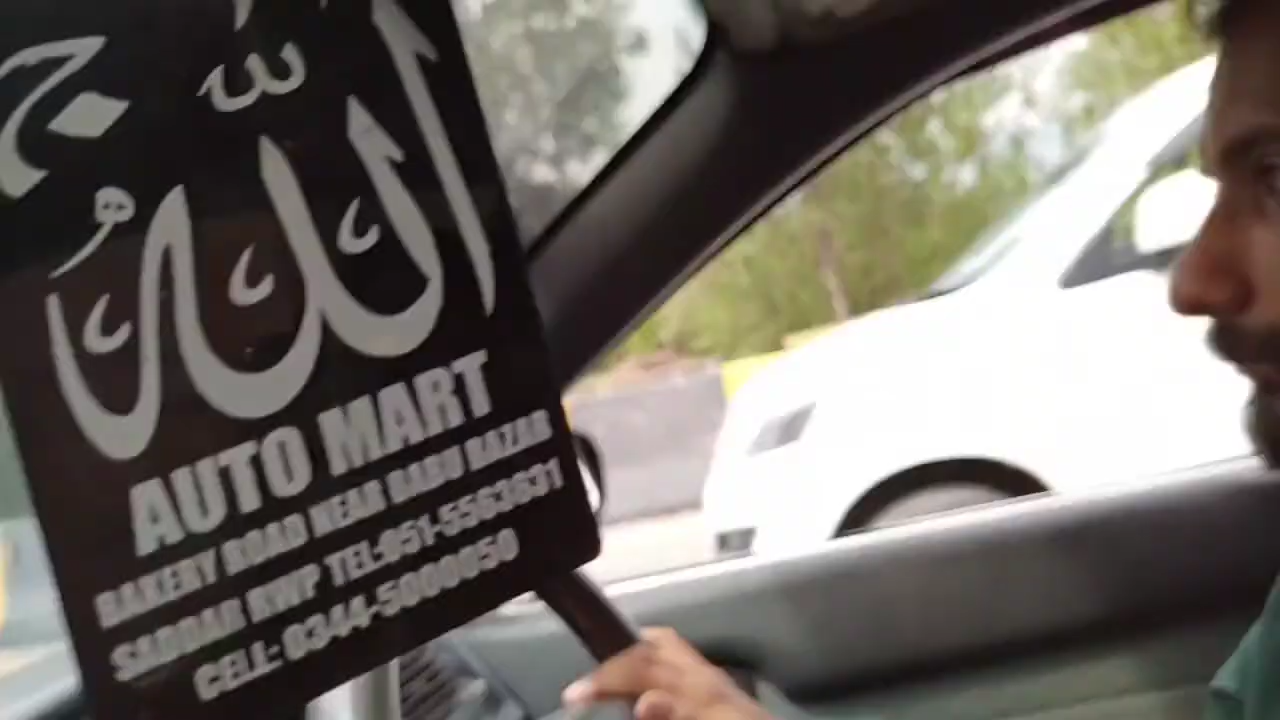 جل جلالہ
اللہ
AUTO MART
BAKERY ROAD NEAR BABU BAZAR
SADDAR RWP TEL:051-5563631
CELL: 0344-5000050